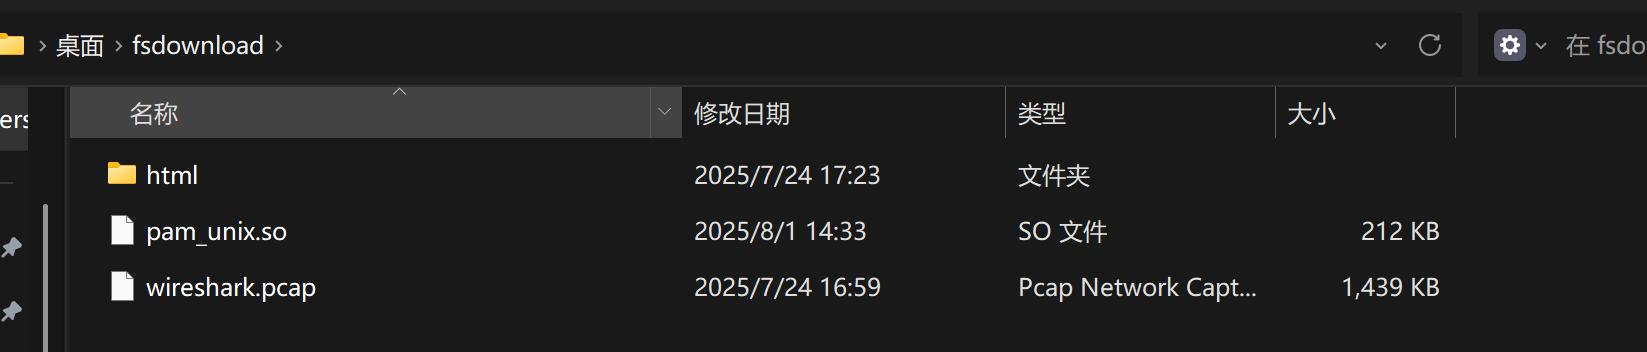 桌面 fsdownload 在 fsdo
名称 修改日期 类型 大小
ers
html 2025/7/24 17:23 文件夹
pam_unix.so 2025/8/1 14:33 SO 文件 212 KB
wireshark.pcap 2025/7/24 16:59 Pcap Network Capt... 1,439 KB